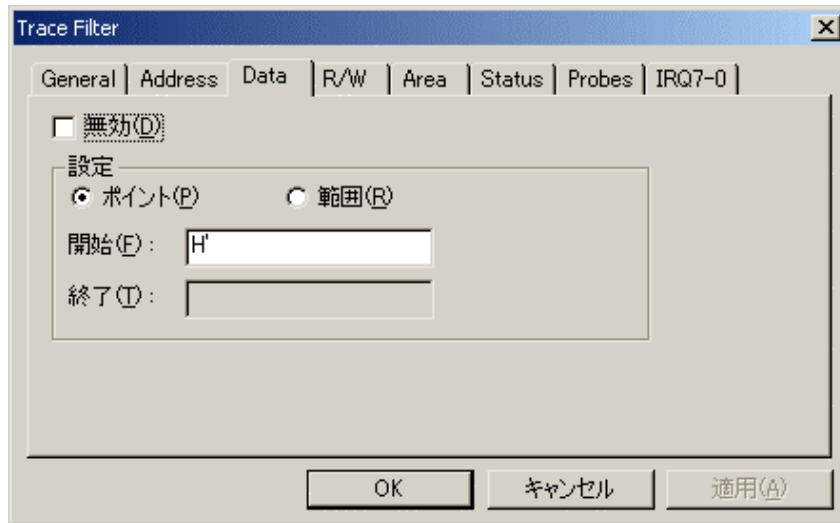 Trace Filter
General Address Data R/W Area Status Probes IRQ7-0
無効(D)
設定
ポイント(P) 範囲(R)
開始(F): H'
終了(T):
OK キャンセル 適用(A)